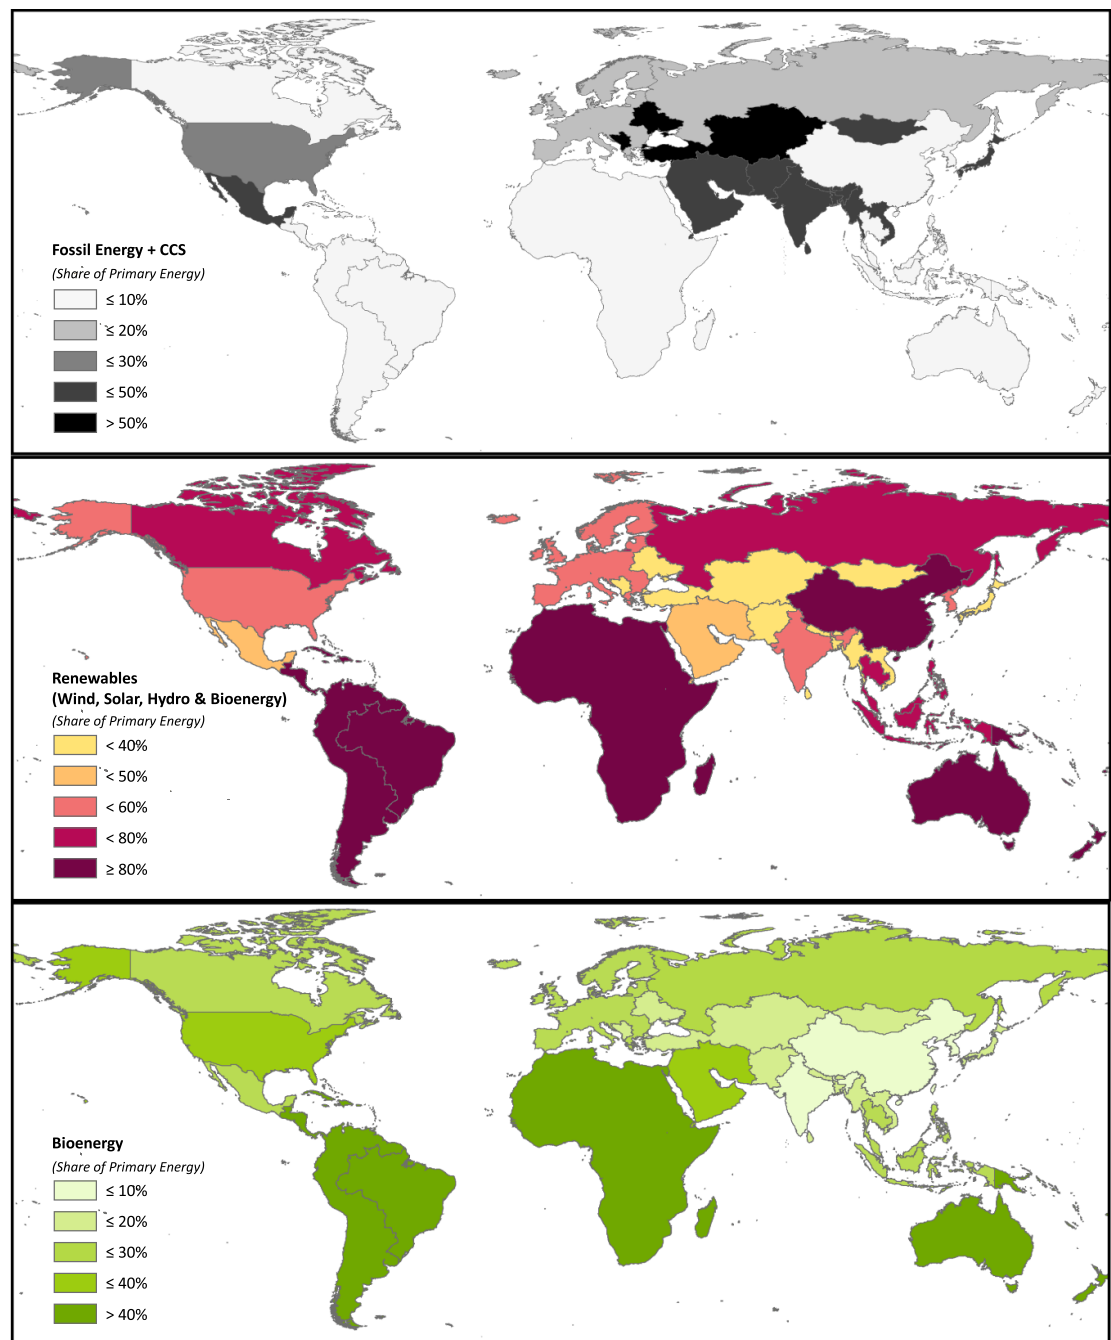 Fossil Energy + CCS
(Share of Primary Energy)
≤ 10%
≤ 20%
≤ 30%
≤ 50%
> 50%
Renewables
(Wind, Solar, Hydro & Bioenergy)
(Share of Primary Energy)
< 40%
< 50%
< 60%
< 80%
≥ 80%
Bioenergy
(Share of Primary Energy)
≤ 10%
≤ 20%
≤ 30%
≤ 40%
> 40%